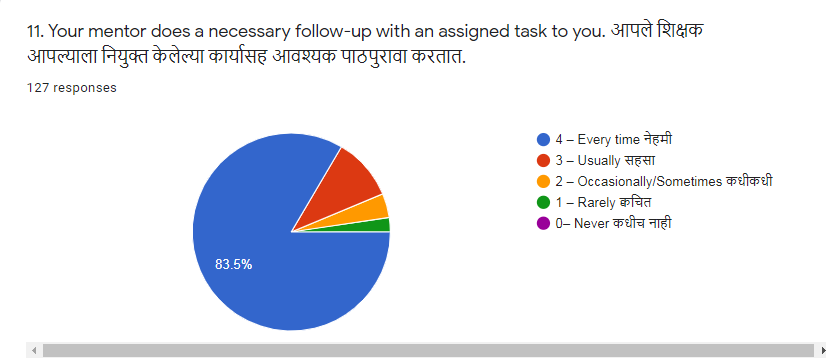 11. Your mentor does a necessary follow-up with an assigned task to you. आपले शिक्षक
आपल्याला नियुक्त केलेल्या कार्यासह आवश्यक पाठपुरावा करतात.
127 responses
4 – Every time नेहमी
3 – Usually सहसा
2 – Occasionally/Sometimes कधीकधी
1 – Rarely क्वचित
0– Never कधीच नाही
83.5%